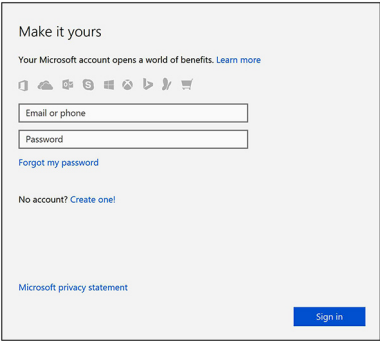 Make it yours
Your Microsoft account opens a world of benefits. Learn more
Email or phone
Password
Forgot my password
No account? Create one!
Microsoft privacy statement
Sign in